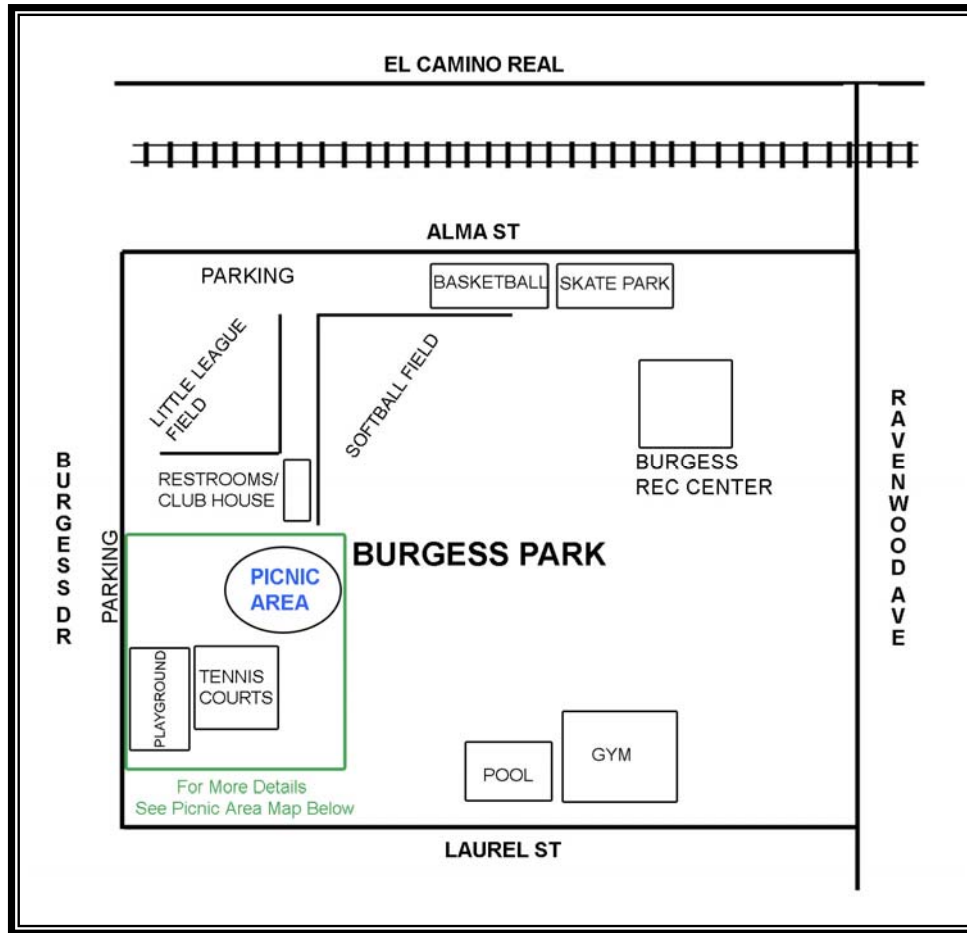 EL CAMINO REAL
ALMA ST
PARKING
BASKETBALL
SKATE PARK
LITTLE LEAGUE
FIELD
SOFTBALL FIELD
BURGESS
REC CENTER
RAVENWOOD AVE
BURGESS DR
RESTROOMS/
CLUB HOUSE
PARKING
BURGESS PARK
PICNIC
AREA
PLAYGROUND
TENNIS
COURTS
POOL
GYM
For More Details
See Picnic Area Map Below
LAUREL ST